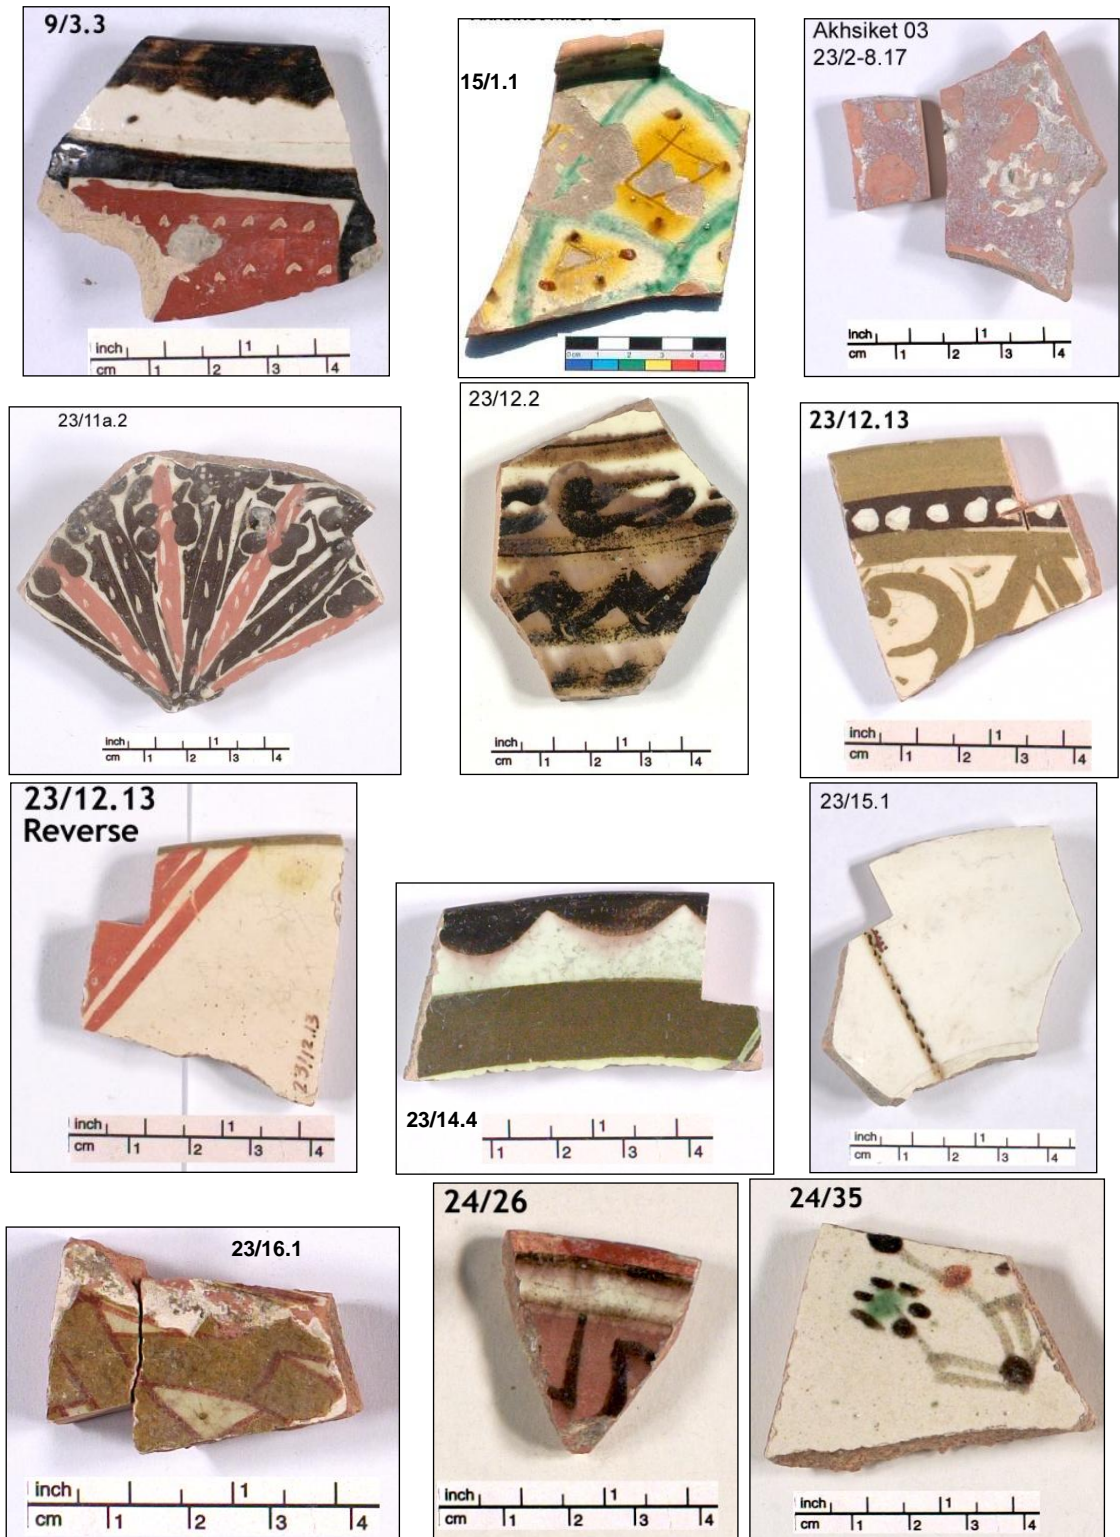 9/3.3
inch 1
cm 1 2 3 4
15/1.1
0cm 1 2 3 4 5
Akhsiket 03
23/2-8.17
inch 1
cm 1 2 3 4
23/11a.2
inch 1
cm 1 2 3 4
23/12.2
inch 1
cm 1 2 3 4
23/12.13
inch 1
cm 1 2 3 4
23/12.13
Reverse
23/12.13
inch 1
cm 1 2 3 4
23/14.4
1
1 2 3 4
23/15.1
inch 1
cm 1 2 3 4
23/16.1
inch 1
cm 1 2 3 4
24/26
inch 1
cm 1 2 3 4
24/35
inch 1
cm 1 2 3 4